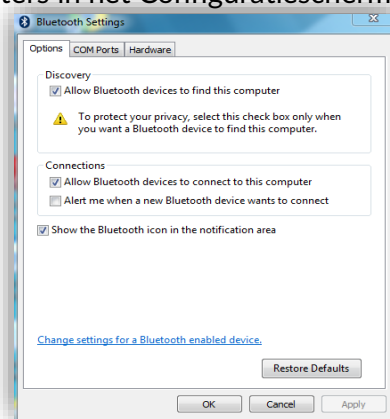 ters in het Configuratiescherm
Bluetooth Settings
Options COM Ports Hardware
Discovery
Allow Bluetooth devices to find this computer
To protect your privacy, select this check box only when
you want a Bluetooth device to find this computer.
Connections
Allow Bluetooth devices to connect to this computer
Alert me when a new Bluetooth device wants to connect
Show the Bluetooth icon in the notification area
Change settings for a Bluetooth enabled device.
Restore Defaults
OK Cancel Apply